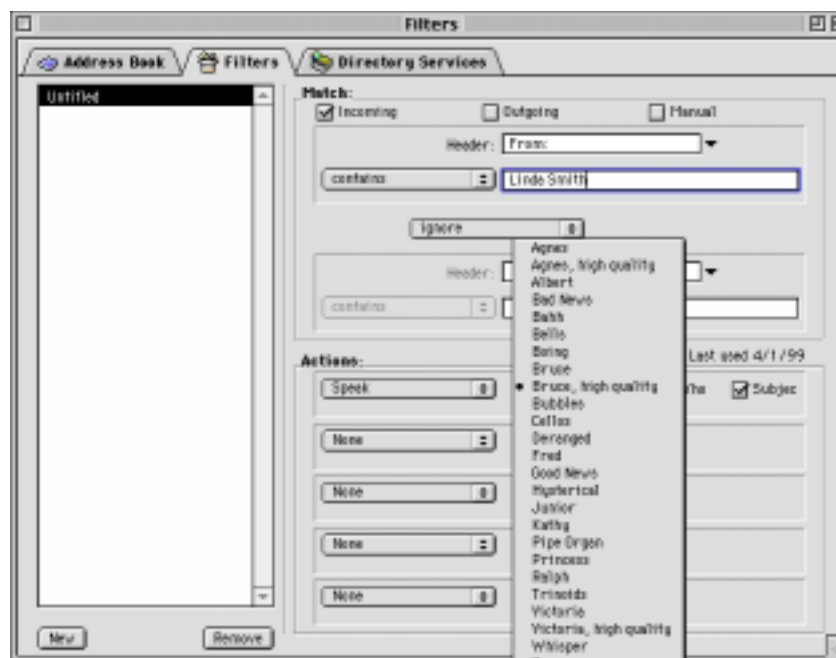 Filters
Address Book
Filters
Directory Services
Untitled
Match:
Incoming
Outgoing
Manual
Header:
From:
contains
Linda Smith
ignore
Header:
contains
Actions:
Last used 4/1/99
Speak
Subjec
None
None
None
None
Agnes
Agnes, high quality
Albert
Bad News
Bahh
Bells
Boing
Bruce
Bruce, high quality
Bubbles
Cellos
Deranged
Fred
Good News
Hysterical
Junior
Kathy
Pipe Organ
Princess
Ralph
Trinoids
Victoria
Victoria, high quality
Whisper
New
Remove